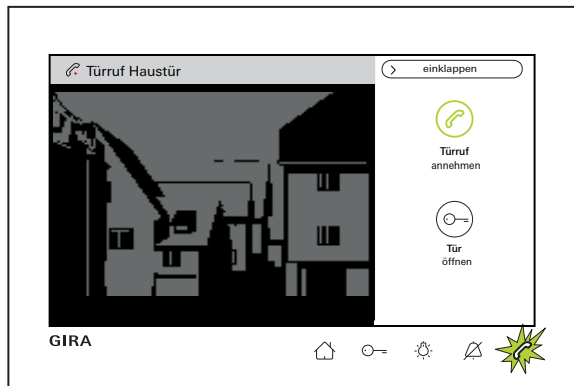 Türruf Haustür
einklappen
Türruf
annehmen
Tür
öffnen
GIRA